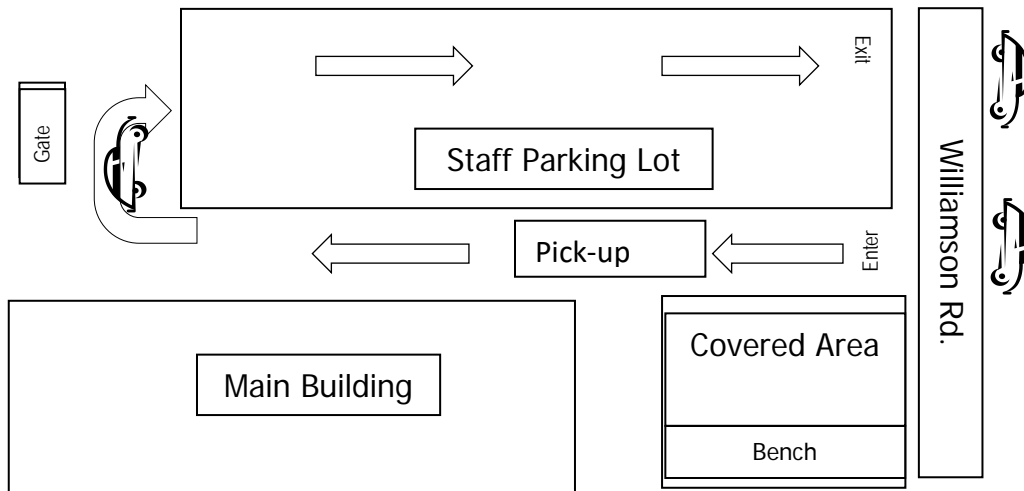 Exit
Gate
Staff Parking Lot
Williamson Rd.
Pick-up
Enter
Covered Area
Main Building
Bench